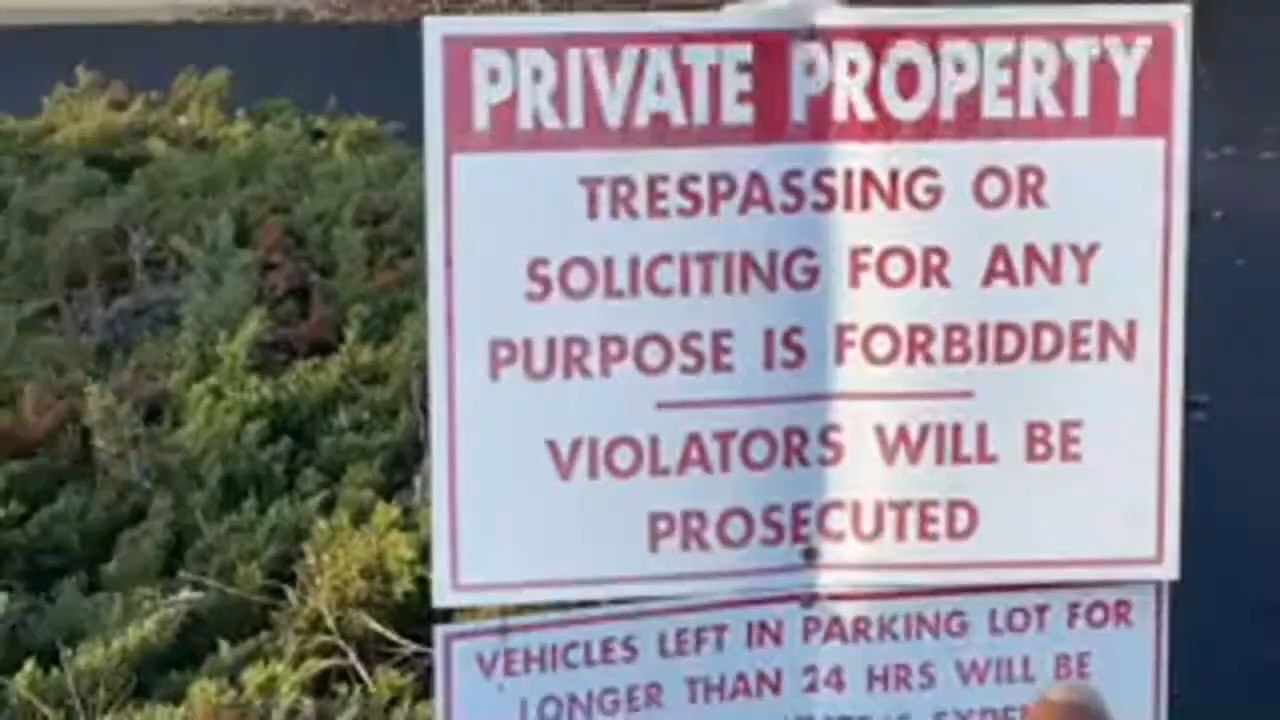 PRIVATE PROPERTY
TRESPASSING OR
SOLICITING FOR ANY
PURPOSE IS FORBIDDEN
VIOLATORS WILL BE
PROSECUTED
VEHICLES LEFT IN PARKING LOT FOR
LONGER THAN 24 HRS WILL BE